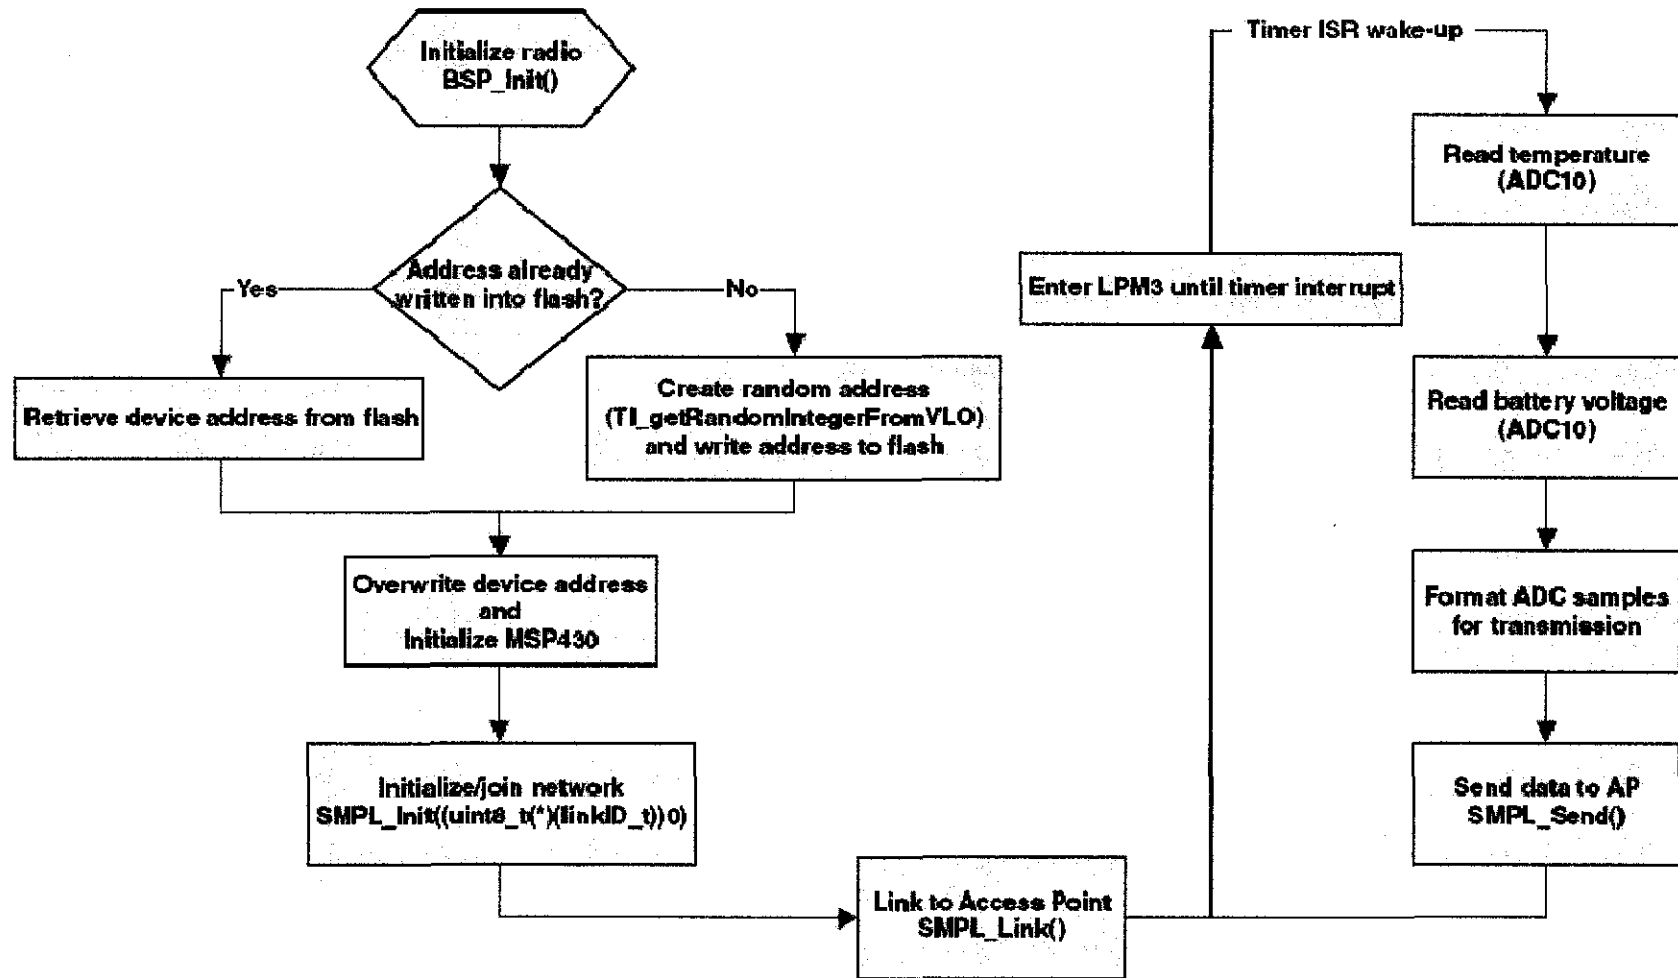 Initialize radio
BSP_Init()
Address already
written into flash?
Yes
No
Retrieve device address from flash
Create random address
(TI_getRandomIntegerFromVLO)
and write address to flash
Overwrite device address
and
Initialize MSP430
Initialize/join network
SMPL_Init((uint8_t(*)(linkID_t))0)
Link to Access Point
SMPL_Link()
Enter LPM3 until timer interrupt
Timer ISR wake-up
Read temperature
(ADC10)
Read battery voltage
(ADC10)
Format ADC samples
for transmission
Send data to AP
SMPL_Send()